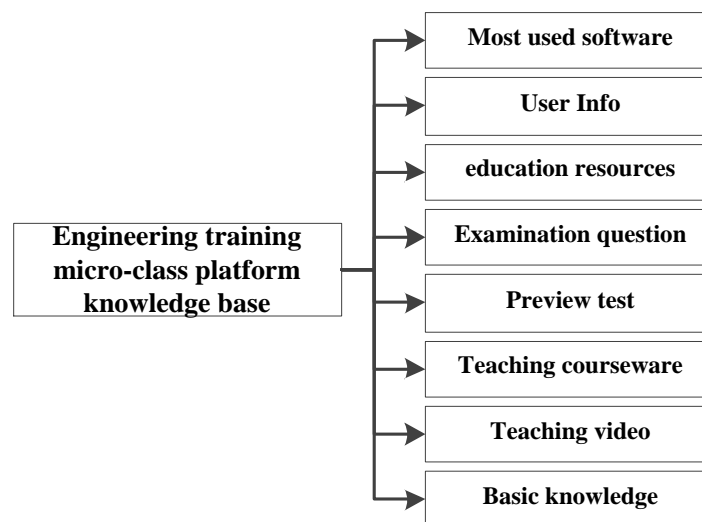 Most used software
User Info
education resources
Engineering training
micro-class platform
knowledge base
Examination question
Preview test
Teaching courseware
Teaching video
Basic knowledge